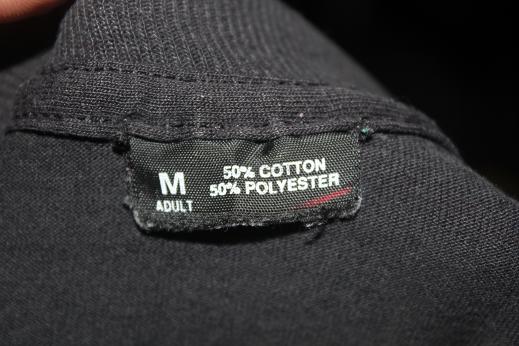 M
ADULT
50% COTTON
50% POLYESTER